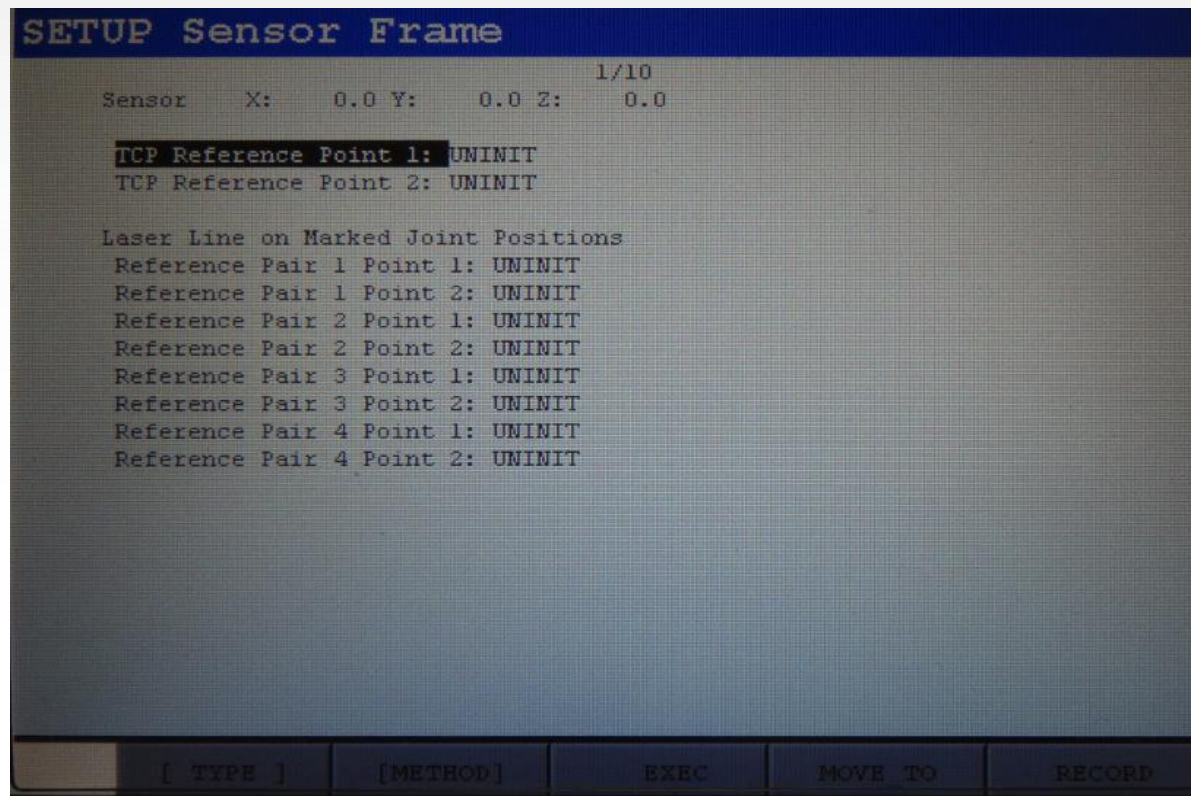 SETUP Sensor Frame
1/10
Sensor X: 0.0 Y: 0.0 Z: 0.0
TCP Reference Point 1: UNINIT
TCP Reference Point 2: UNINIT
Laser Line on Marked Joint Positions
Reference Pair 1 Point 1: UNINIT
Reference Pair 1 Point 2: UNINIT
Reference Pair 2 Point 1: UNINIT
Reference Pair 2 Point 2: UNINIT
Reference Pair 3 Point 1: UNINIT
Reference Pair 3 Point 2: UNINIT
Reference Pair 4 Point 1: UNINIT
Reference Pair 4 Point 2: UNINIT
[ TYPE ] [METHOD] EXEC MOVE TO RECORD